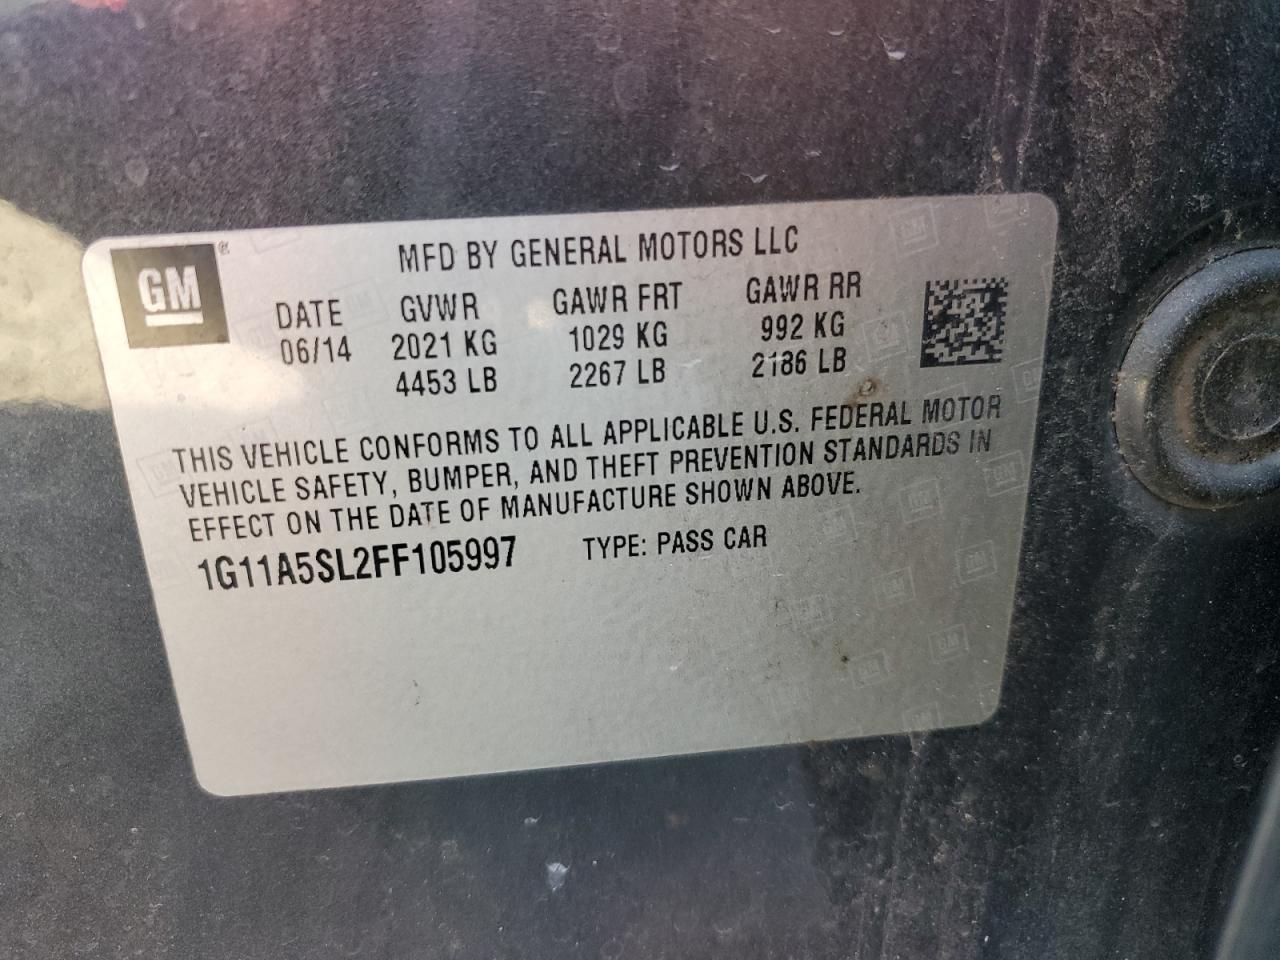 GM®
MFD BY GENERAL MOTORS LLC
DATE GVWR GAWR FRT GAWR RR
06/14 2021 KG 1029 KG 992 KG
4453 LB 2267 LB 2186 LB
THIS VEHICLE CONFORMS TO ALL APPLICABLE U.S. FEDERAL MOTOR
VEHICLE SAFETY, BUMPER, AND THEFT PREVENTION STANDARDS IN
EFFECT ON THE DATE OF MANUFACTURE SHOWN ABOVE.
1G11A5SL2FF105997 TYPE: PASS CAR